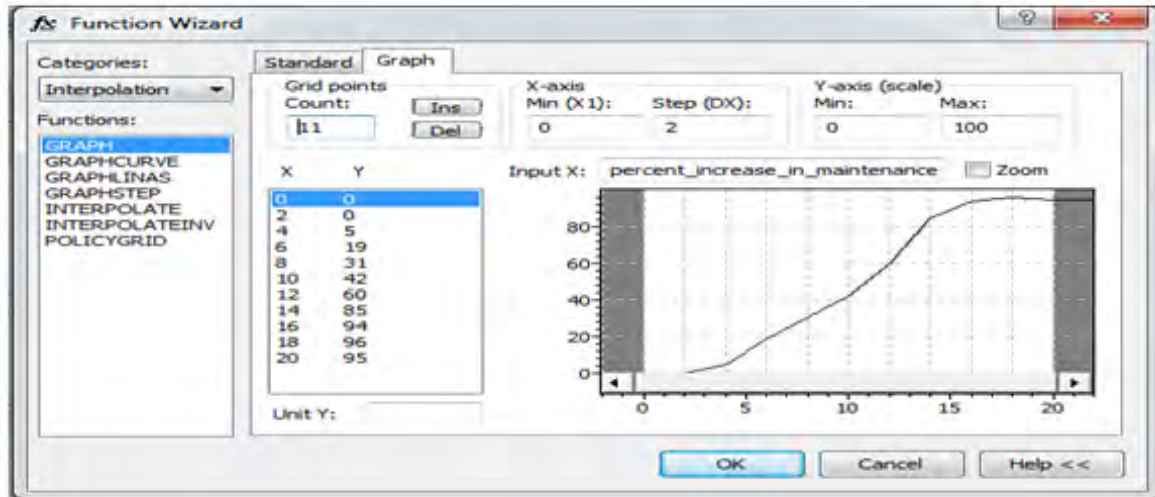 fx Function Wizard
Categories:
Interpolation
Functions:
GRAPH
GRAPHCURVE
GRAPHLINAS
GRAPHSTEP
INTERPOLATE
INTERPOLATEINV
POLICYGRID
Standard Graph
Grid points
Count:
11
Ins
Del
X-axis
Min (X1): Step (DX):
0 2
Y-axis (scale)
Min: Max:
0 100
X Y
0 0
2 0
4 5
6 19
8 31
10 42
12 60
14 85
16 94
18 96
20 95
Unit Y:
Input X: percent_increase_in_maintenance Zoom
80
60
40
20
0
0 5 10 15 20
OK Cancel Help <<